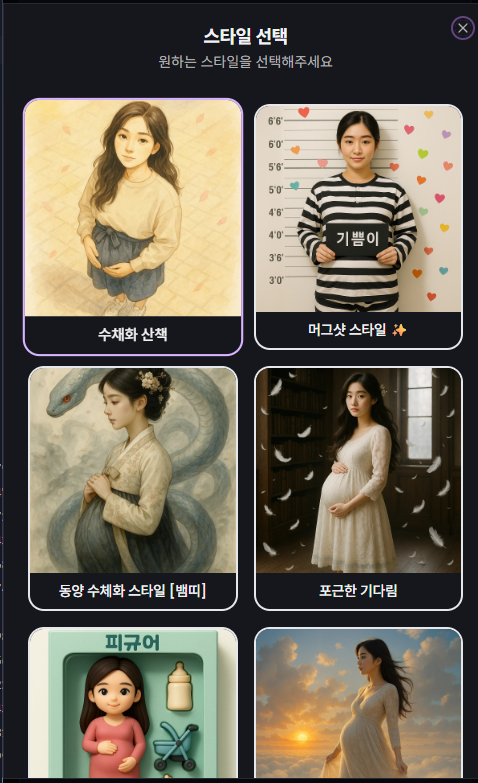 스타일 선택
원하는 스타일을 선택해주세요
수채화 산책
6'6'
6'0'
5'6'
5'0'
4'6'
4'0'
3'6'
3'0'
기쁨이
머그샷 스타일 ✨
동양 수체화 스타일 [뱀띠]
포근한 기다림
피규어